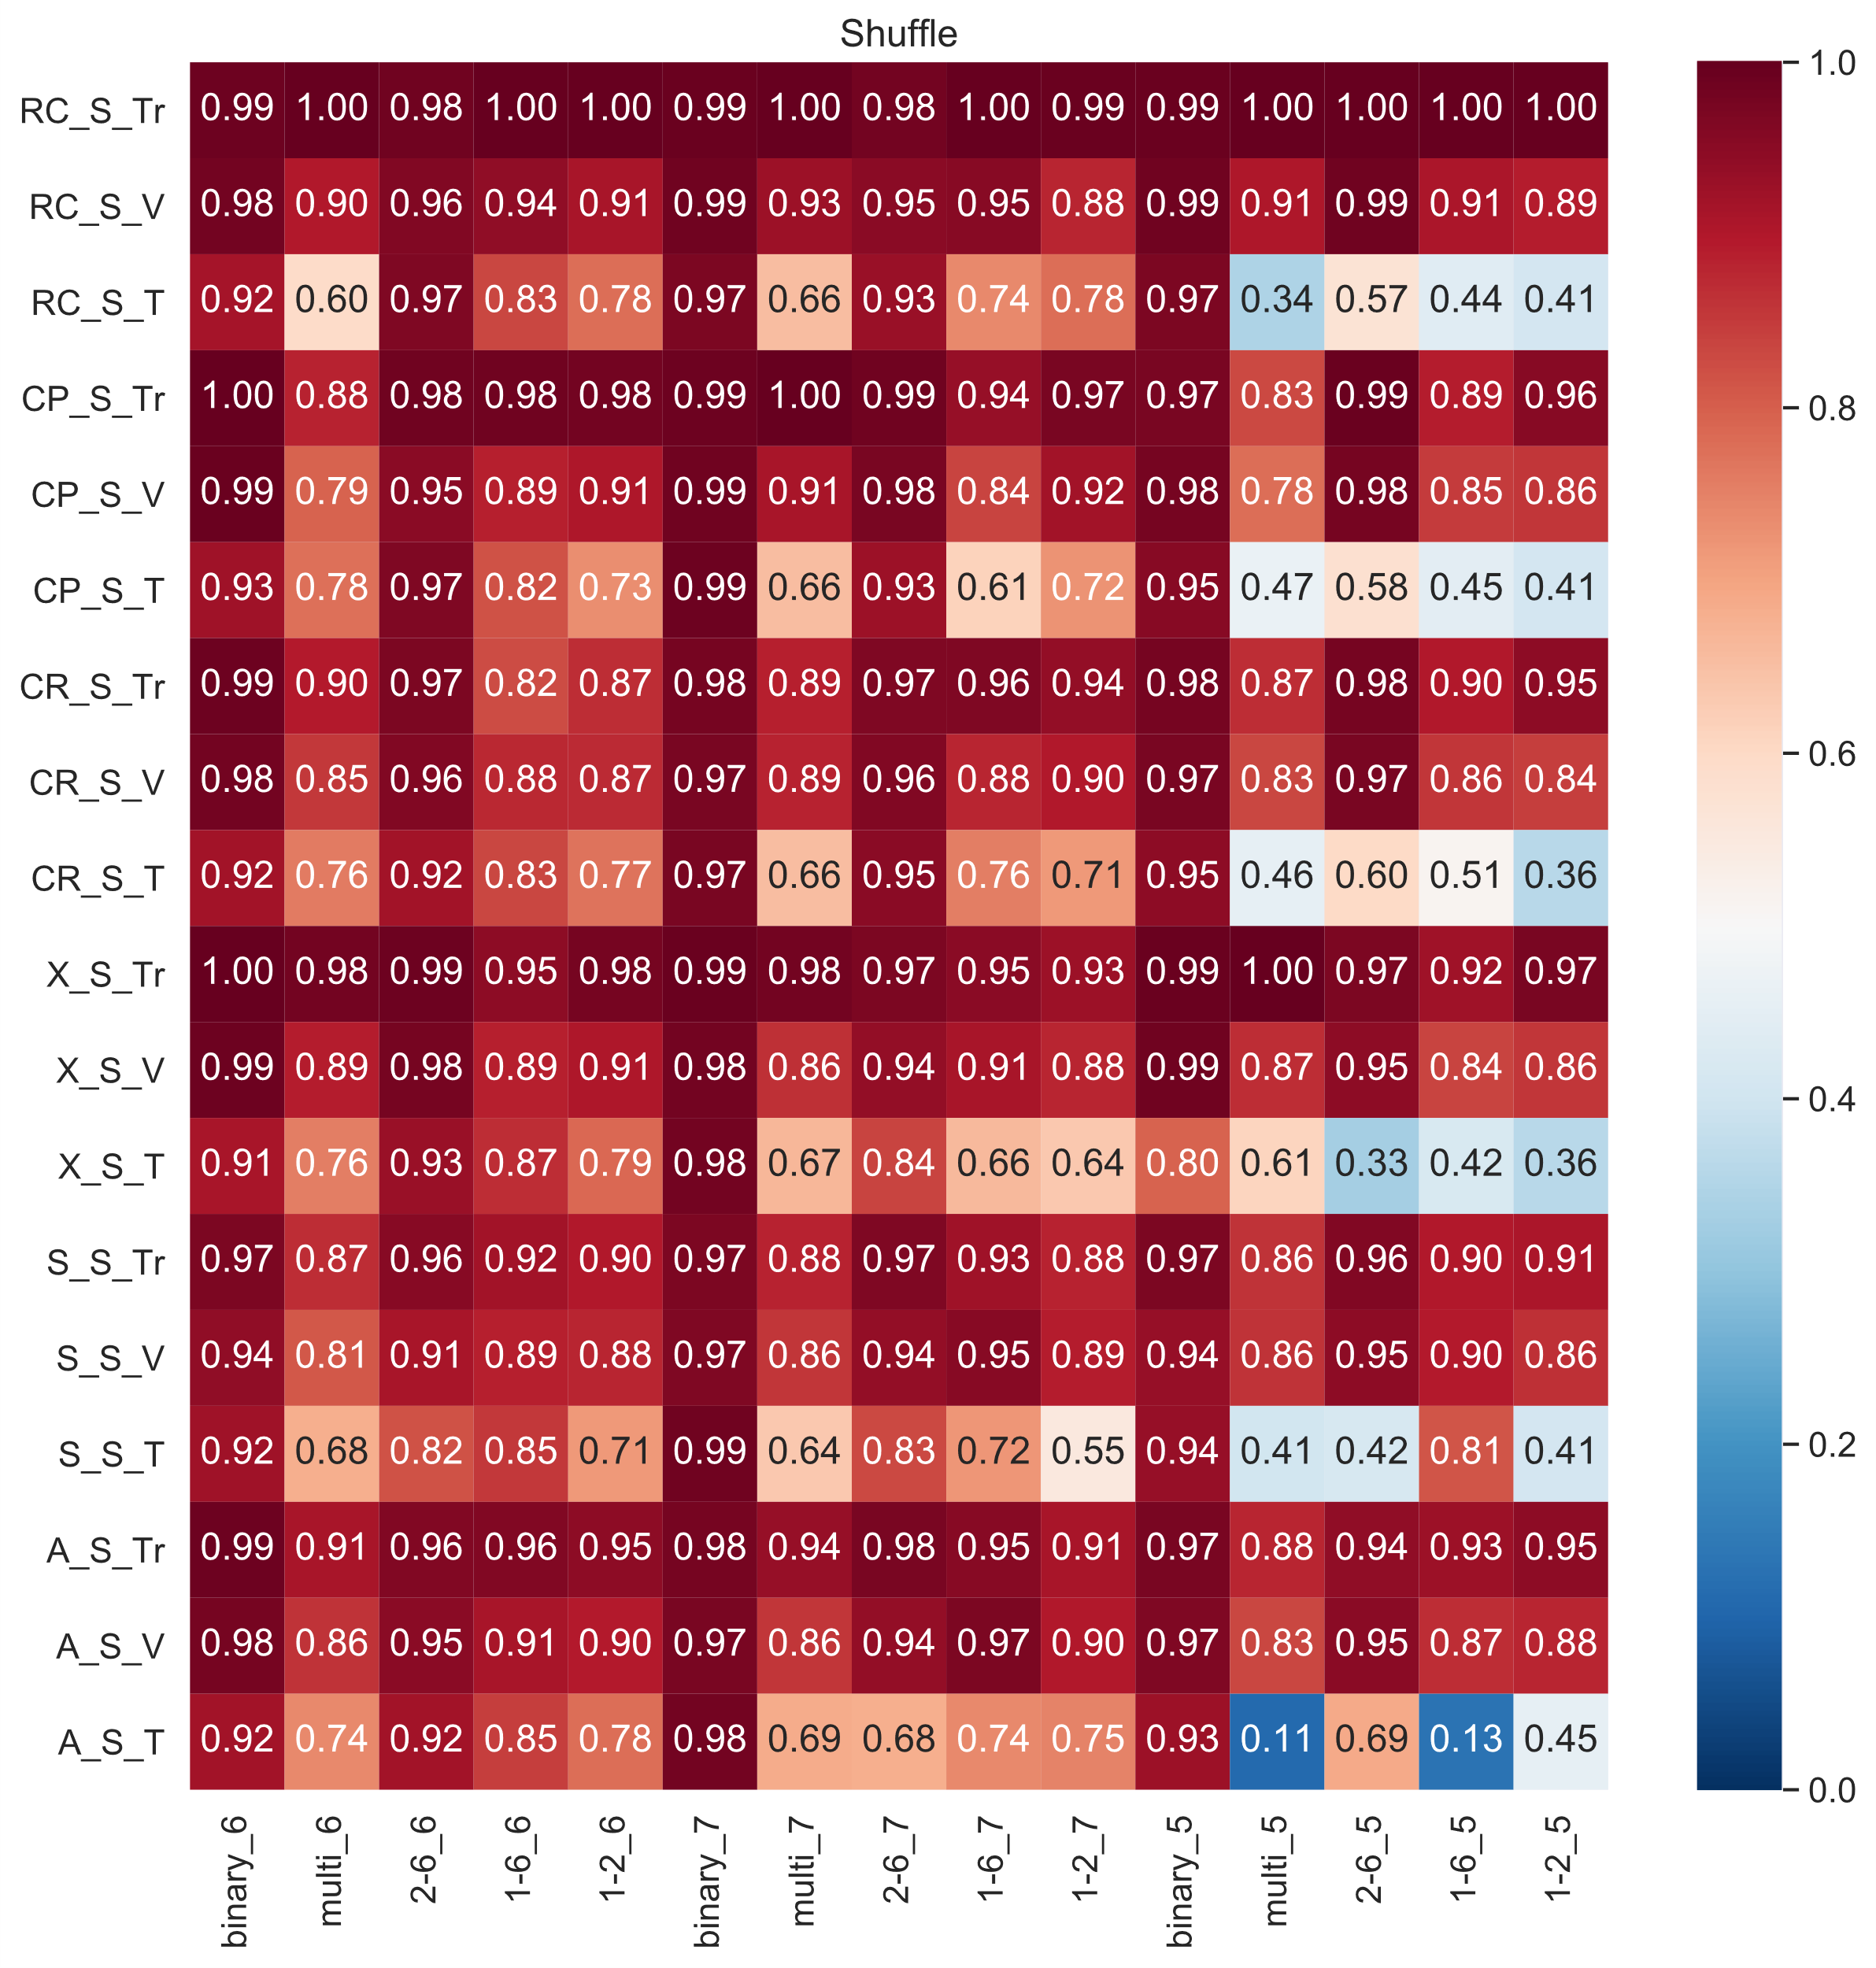 Shuffle
RC_S_Tr 0.99 1.00 0.98 1.00 1.00 0.99 1.00 0.98 1.00 0.99 0.99 1.00 1.00 1.00 1.00
RC_S_V 0.98 0.90 0.96 0.94 0.91 0.99 0.93 0.95 0.95 0.88 0.99 0.91 0.99 0.91 0.89
RC_S_T 0.92 0.60 0.97 0.83 0.78 0.97 0.66 0.93 0.74 0.78 0.97 0.34 0.57 0.44 0.41
CP_S_Tr 1.00 0.88 0.98 0.98 0.98 0.99 1.00 0.99 0.94 0.97 0.97 0.83 0.99 0.89 0.96
CP_S_V 0.99 0.79 0.95 0.89 0.91 0.99 0.91 0.98 0.84 0.92 0.98 0.78 0.98 0.85 0.86
CP_S_T 0.93 0.78 0.97 0.82 0.73 0.99 0.66 0.93 0.61 0.72 0.95 0.47 0.58 0.45 0.41
CR_S_Tr 0.99 0.90 0.97 0.82 0.87 0.98 0.89 0.97 0.96 0.94 0.98 0.87 0.98 0.90 0.95
CR_S_V 0.98 0.85 0.96 0.88 0.87 0.97 0.89 0.96 0.88 0.90 0.97 0.83 0.97 0.86 0.84
CR_S_T 0.92 0.76 0.92 0.83 0.77 0.97 0.66 0.95 0.76 0.71 0.95 0.46 0.60 0.51 0.36
X_S_Tr 1.00 0.98 0.99 0.95 0.98 0.99 0.98 0.97 0.95 0.93 0.99 1.00 0.97 0.92 0.97
X_S_V 0.99 0.89 0.98 0.89 0.91 0.98 0.86 0.94 0.91 0.88 0.99 0.87 0.95 0.84 0.86
X_S_T 0.91 0.76 0.93 0.87 0.79 0.98 0.67 0.84 0.66 0.64 0.80 0.61 0.33 0.42 0.36
S_S_Tr 0.97 0.87 0.96 0.92 0.90 0.97 0.88 0.97 0.93 0.88 0.97 0.86 0.96 0.90 0.91
S_S_V 0.94 0.81 0.91 0.89 0.88 0.97 0.86 0.94 0.95 0.89 0.94 0.86 0.95 0.90 0.86
S_S_T 0.92 0.68 0.82 0.85 0.71 0.99 0.64 0.83 0.72 0.55 0.94 0.41 0.42 0.81 0.41
A_S_Tr 0.99 0.91 0.96 0.96 0.95 0.98 0.94 0.98 0.95 0.91 0.97 0.88 0.94 0.93 0.95
A_S_V 0.98 0.86 0.95 0.91 0.90 0.97 0.86 0.94 0.97 0.90 0.97 0.83 0.95 0.87 0.88
A_S_T 0.92 0.74 0.92 0.85 0.78 0.98 0.69 0.68 0.74 0.75 0.93 0.11 0.69 0.13 0.45
binary_6 multi_6 2-6_6 1-6_6 1-2_6 binary_7 multi_7 2-6_7 1-6_7 1-2_7 binary_5 multi_5 2-6_5 1-6_5 1-2_5
1.0
0.8
0.6
0.4
0.2
0.0